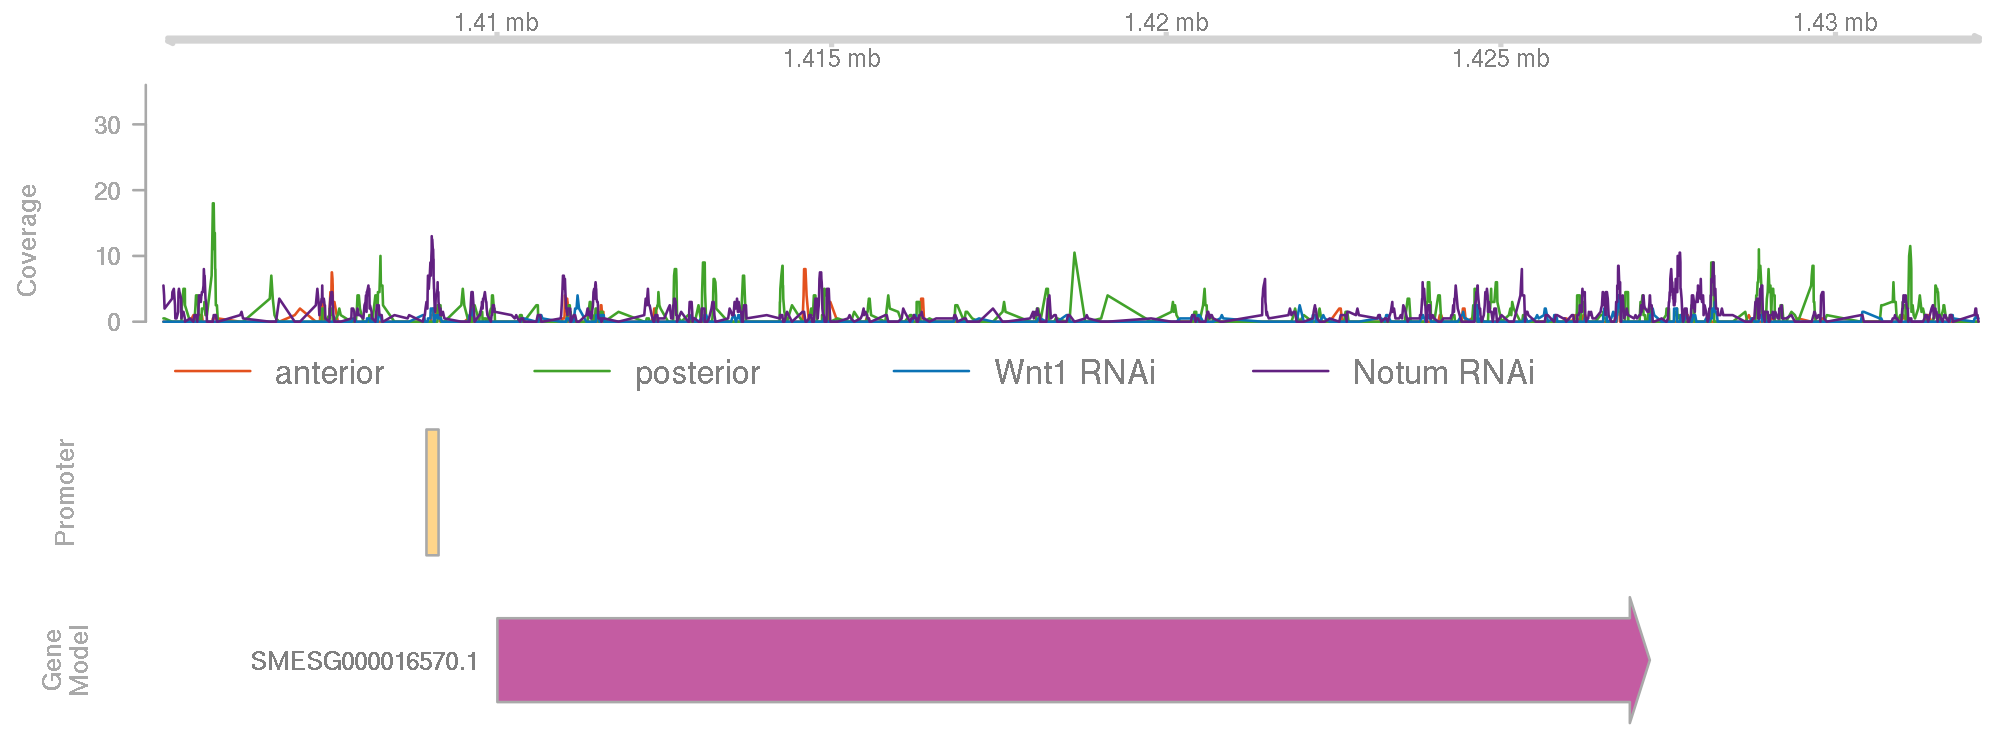 1.41 mb
1.42 mb
1.43 mb
1.415 mb
1.425 mb
Coverage
30
20
10
0
anterior
posterior
Wnt1 RNAi
Notum RNAi
Promoter
Gene
Model
SMESG000016570.1